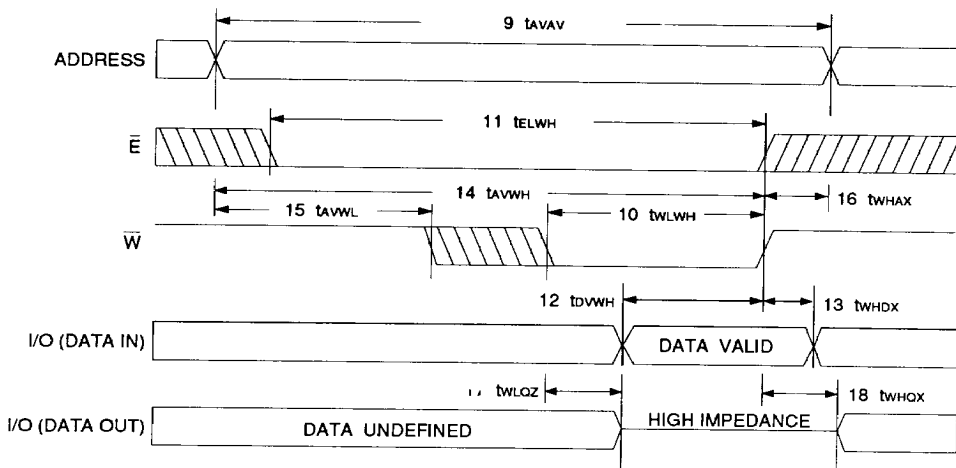 9 tAVAV
ADDRESS
11 tELWH
E
14 tAVWH
16 tWHAX
15 tAVWL
10 tWLWH
W
12 tDVWH
13 tWHDX
I/O (DATA IN)
DATA VALID
tWLQZ
18 tWHQX
I/O (DATA OUT)
DATA UNDEFINED
HIGH IMPEDANCE